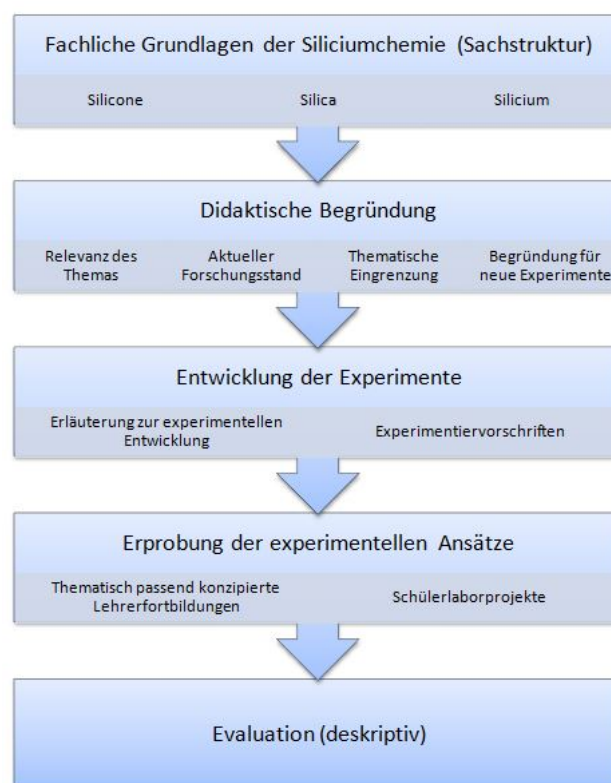 Fachliche Grundlagen der Siliciumchemie (Sachstruktur)
Silicone Silica Silicium
Didaktische Begründung
Relevanz des
Themas
Aktueller
Forschungsstand
Thematische
Eingrenzung
Begründung für
neue Experimente
Entwicklung der Experimente
Erläuterung zur experimentellen
Entwicklung
Experimentiervorschriften
Erprobung der experimentellen Ansätze
Thematisch passend konzipierte
Lehrerfortbildungen
Schülerlaborprojekte
Evaluation (deskriptiv)